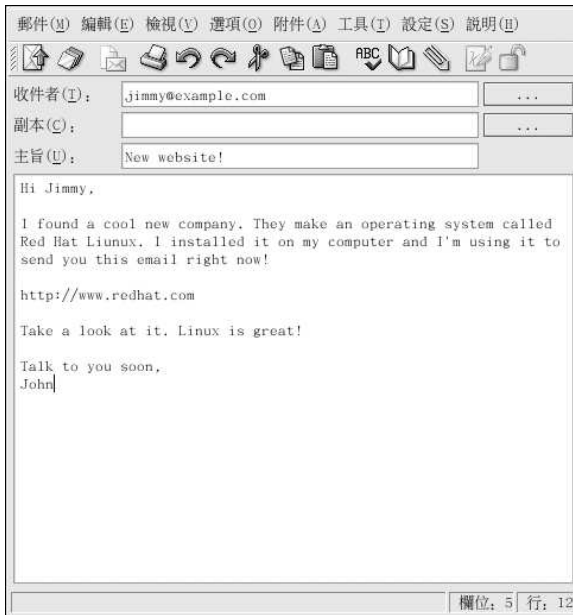 郵件(M) 編輯(E) 檢視(V) 選項(O) 附件(A) 工具(T) 設定(S) 說明(H)
ABC
收件者(T): jimmy@example.com ...
副本(C): ...
主旨(U): New website!
Hi Jimmy,
I found a cool new company. They make an operating system called
Red Hat Liunux. I installed it on my computer and I'm using it to
send you this email right now!
http://www.redhat.com
Take a look at it. Linux is great!
Talk to you soon,
John
欄位: 5 行: 12